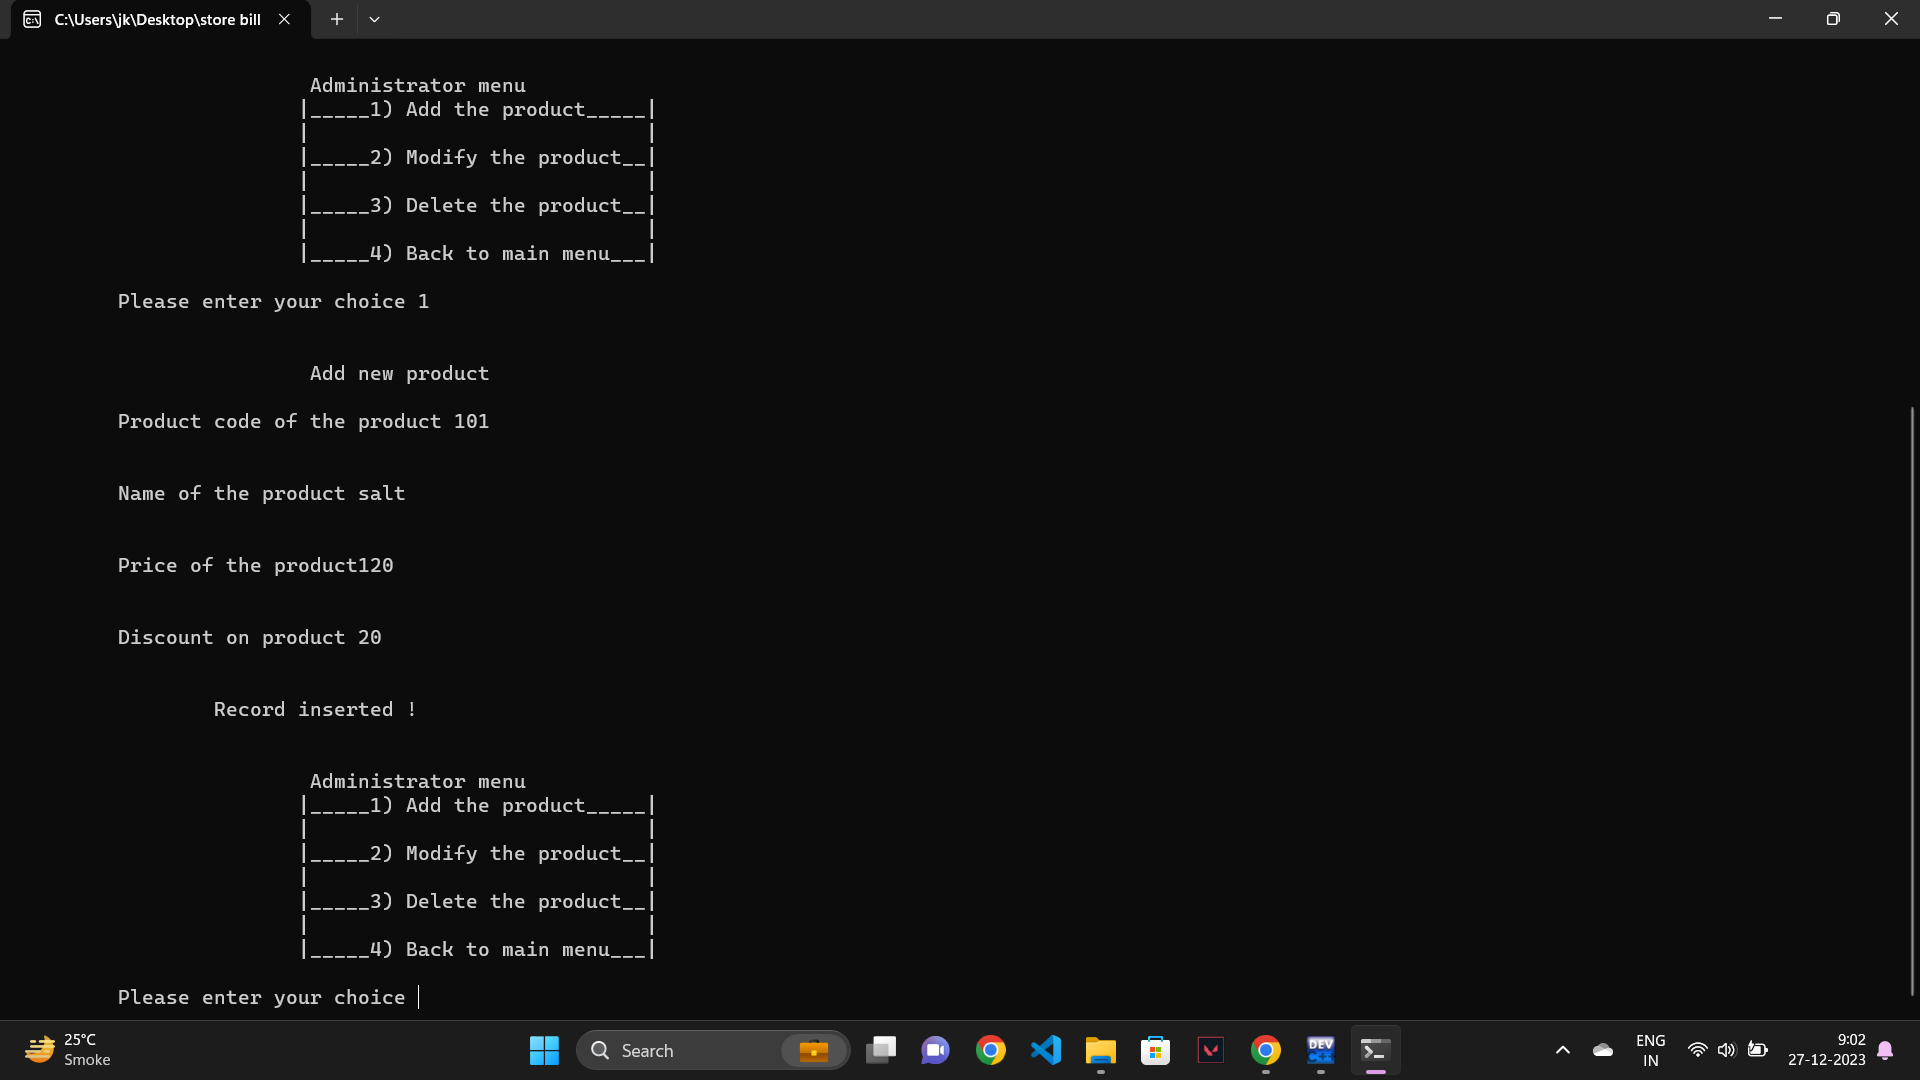 C:\Users\jk\Desktop\store bill
Administrator menu
|_____1) Add the product_____|
|                            |
|_____2) Modify the product__|
|                            |
|_____3) Delete the product__|
|                            |
|_____4) Back to main menu___|
Please enter your choice 1
Add new product
Product code of the product 101
Name of the product salt
Price of the product120
Discount on product 20
Record inserted !
Administrator menu
|_____1) Add the product_____|
|                            |
|_____2) Modify the product__|
|                            |
|_____3) Delete the product__|
|                            |
|_____4) Back to main menu___|
Please enter your choice
25°C
Smoke
Search
DEV
ENG
IN
9:02
27-12-2023